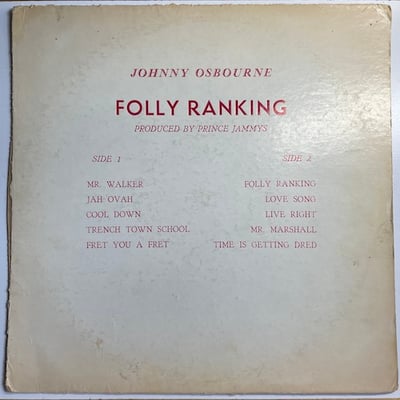 JOHNNY OSBOURNE
FOLLY RANKING
PRODUCED BY PRINCE JAMMYS
SIDE 1
MR. WALKER
JAH OVAH
COOL DOWN
TRENCH TOWN SCHOOL
FRET YOU A FRET
SIDE 2
FOLLY RANKING
LOVE SONG
LIVE RIGHT
MR. MARSHALL
TIME IS GETTING DRED